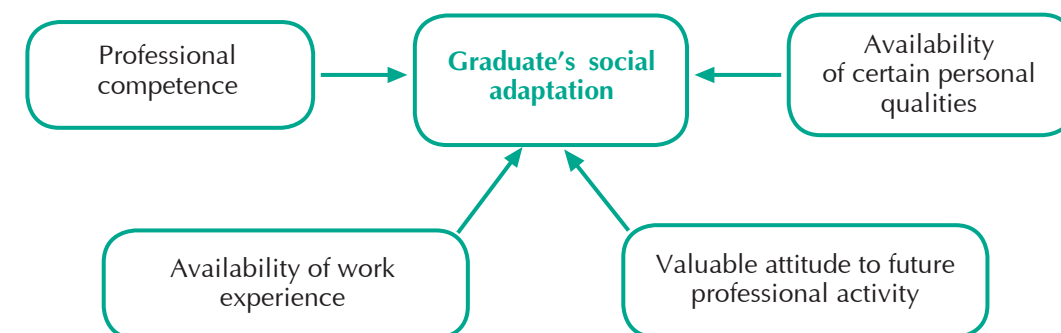 Professional
competence
Graduate's social
adaptation
Availability
of certain personal
qualities
Availability of work
experience
Valuable attitude to future
professional activity